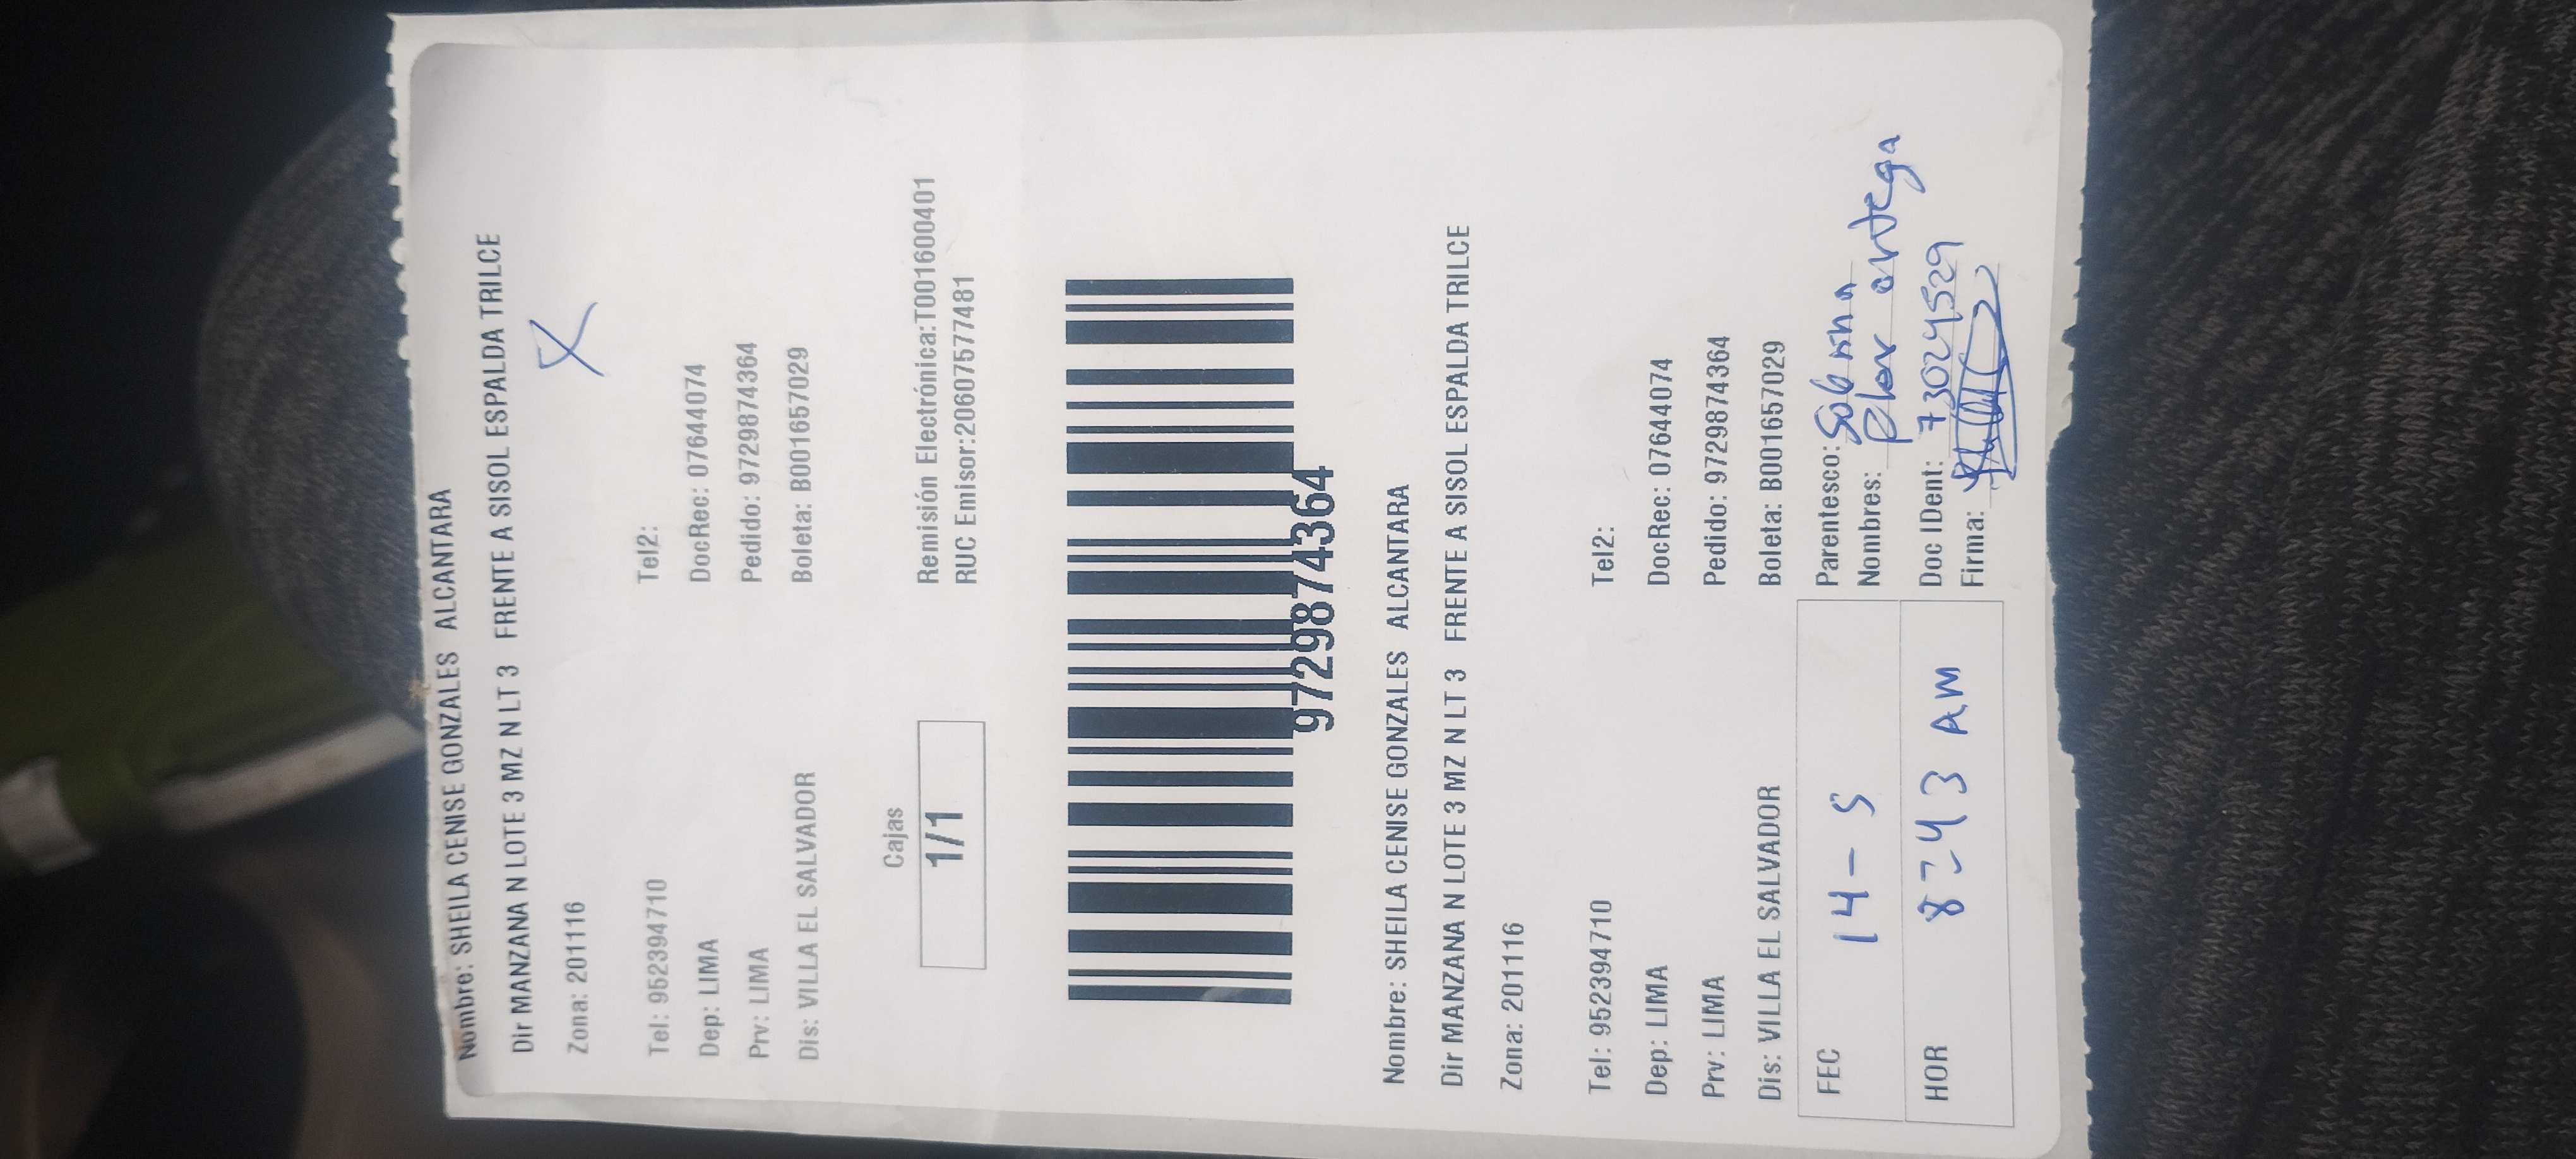 Nombre: SHEILA CENISE GONZALES ALCANTARA
Dir MANZANA N LOTE 3 MZ N LT 3 FRENTE A SISOL ESPALDA TRILCE
Zona: 201116
Tel: 952394710 Tel2:
Dep: LIMA DocRec: 07644074
Prv: LIMA Pedido: 9729874364
Dis: VILLA EL SALVADOR Boleta: B001657029
Cajas
1/1
Remisión Electrónica:T001600401
RUC Emisor:20607577481
9729874364
Nombre: SHEILA CENISE GONZALES ALCANTARA
Dir MANZANA N LOTE 3 MZ N LT 3 FRENTE A SISOL ESPALDA TRILCE
Zona: 201116
Tel: 952394710 Tel2:
Dep: LIMA DocRec: 07644074
Prv: LIMA Pedido: 9729874364
Dis: VILLA EL SALVADOR Boleta: B001657029
FEC 14-5
Parentesco: Sobrina
Nombres: Flor ortega
HOR 8:43 AM
Doc IDent: 73024529
Firma: